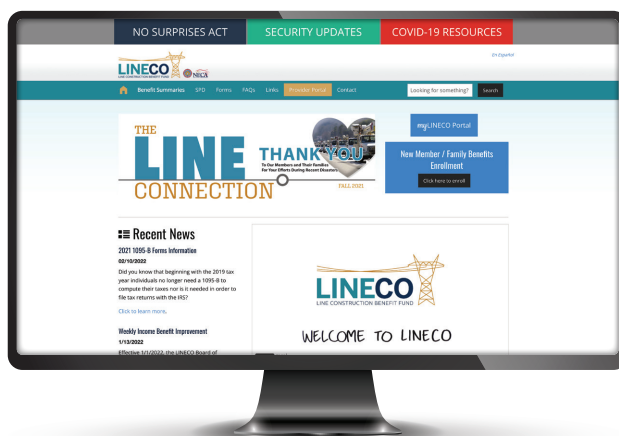 NO SURPRISES ACT
SECURITY UPDATES
COVID-19 RESOURCES
En Español
LINECO
LINE CONSTRUCTION BENEFIT FUND
NECA
Benefit Summaries SPD Forms FAQs Links Provider Portal Contact
Looking for something? Search
THE
LINE
CONNECTION
THANK YOU
To Our Members and Their Families
For Your Efforts During Recent Disasters
FALL 2021
myLINECO Portal
New Member / Family Benefits
Enrollment
Click here to enroll
Recent News
2021 1095-B Forms Information
02/10/2022
Did you know that beginning with the 2019 tax
year individuals no longer need a 1095-B to
compute their taxes nor is it needed in order to
file tax returns with the IRS?
Click to learn more.
Weekly Income Benefit Improvement
1/13/2022
Effective 1/1/2022, the LINECO Board of
LINECO
LINE CONSTRUCTION BENEFIT FUND
WELCOME TO LINECO